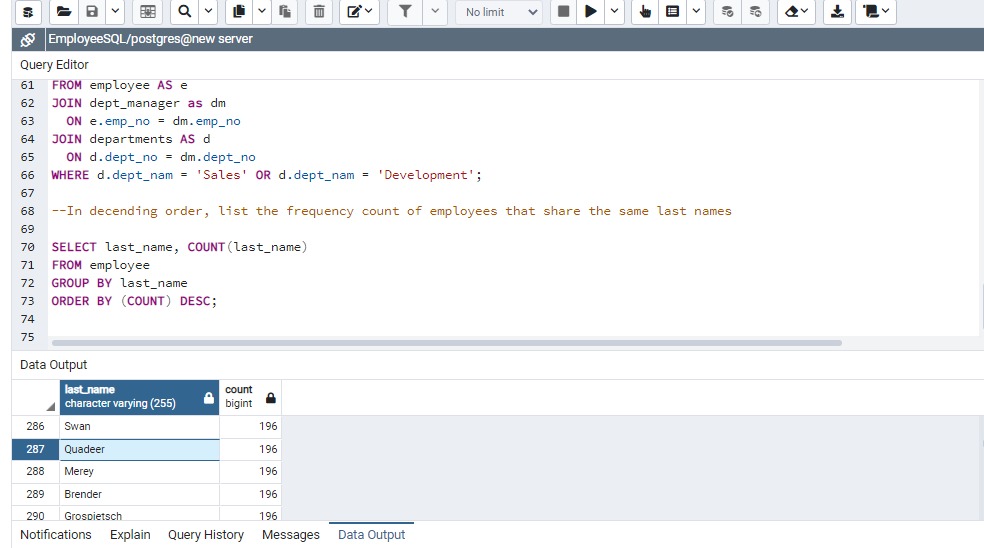 No limit
EmployeeSQL/postgres@new server
Query Editor
61 FROM employee AS e
62 JOIN dept_manager as dm
63 ON e.emp_no = dm.emp_no
64 JOIN departments AS d
65 ON d.dept_no = dm.dept_no
66 WHERE d.dept_nam = 'Sales' OR d.dept_nam = 'Development';
67
68 --In decending order, list the frequency count of employees that share the same last names
69
70 SELECT last_name, COUNT(last_name)
71 FROM employee
72 GROUP BY last_name
73 ORDER BY (COUNT) DESC;
74
75
Data Output
last_name count
character varying (255) bigint
286 Swan 196
287 Quadeer 196
288 Merey 196
289 Brender 196
290 Grospietsch 196
Notifications Explain Query History Messages Data Output